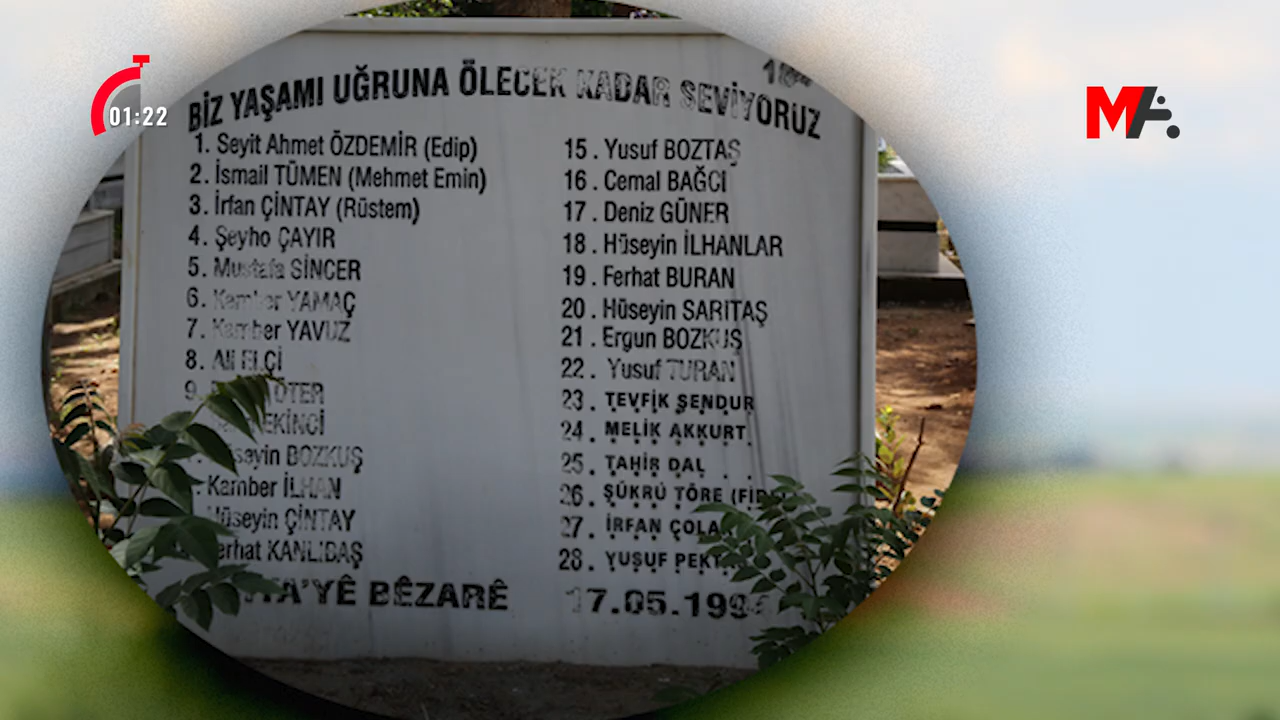 01:22
MA
BİZ YAŞAMI UĞRUNA ÖLECEK KADAR SEVİYORUZ
1. Seyit Ahmet ÖZDEMİR (Edip)
2. İsmail TÜMEN (Mehmet Emin)
3. İrfan ÇİNTAY (Rüstem)
4. Şeyho ÇAYIR
5. Mustafa SİNCER
6. Kamber YAMAÇ
7. Kamber YAVUZ
8. Ali ELÇİ
9. ÖTER
EKİNCİ
Hüseyin BOZKUŞ
Kamber İLHAN
Hüseyin ÇİNTAY
Ferhat KANLIBAŞ
15. Yusuf BOZTAŞ
16. Cemal BAĞCI
17. Deniz GÜNER
18. Hüseyin İLHANLAR
19. Ferhat BURAN
20. Hüseyin SARITAŞ
21. Ergun BOZKUŞ
22. Yusuf TURAN
23. TEVFİK ŞENDUR
24. MELİK AKKURT
25. TAHİR DAL
26. ŞÜKRÜ TÖRE
27. İRFAN
28. YUSUF
BÊZARÊ